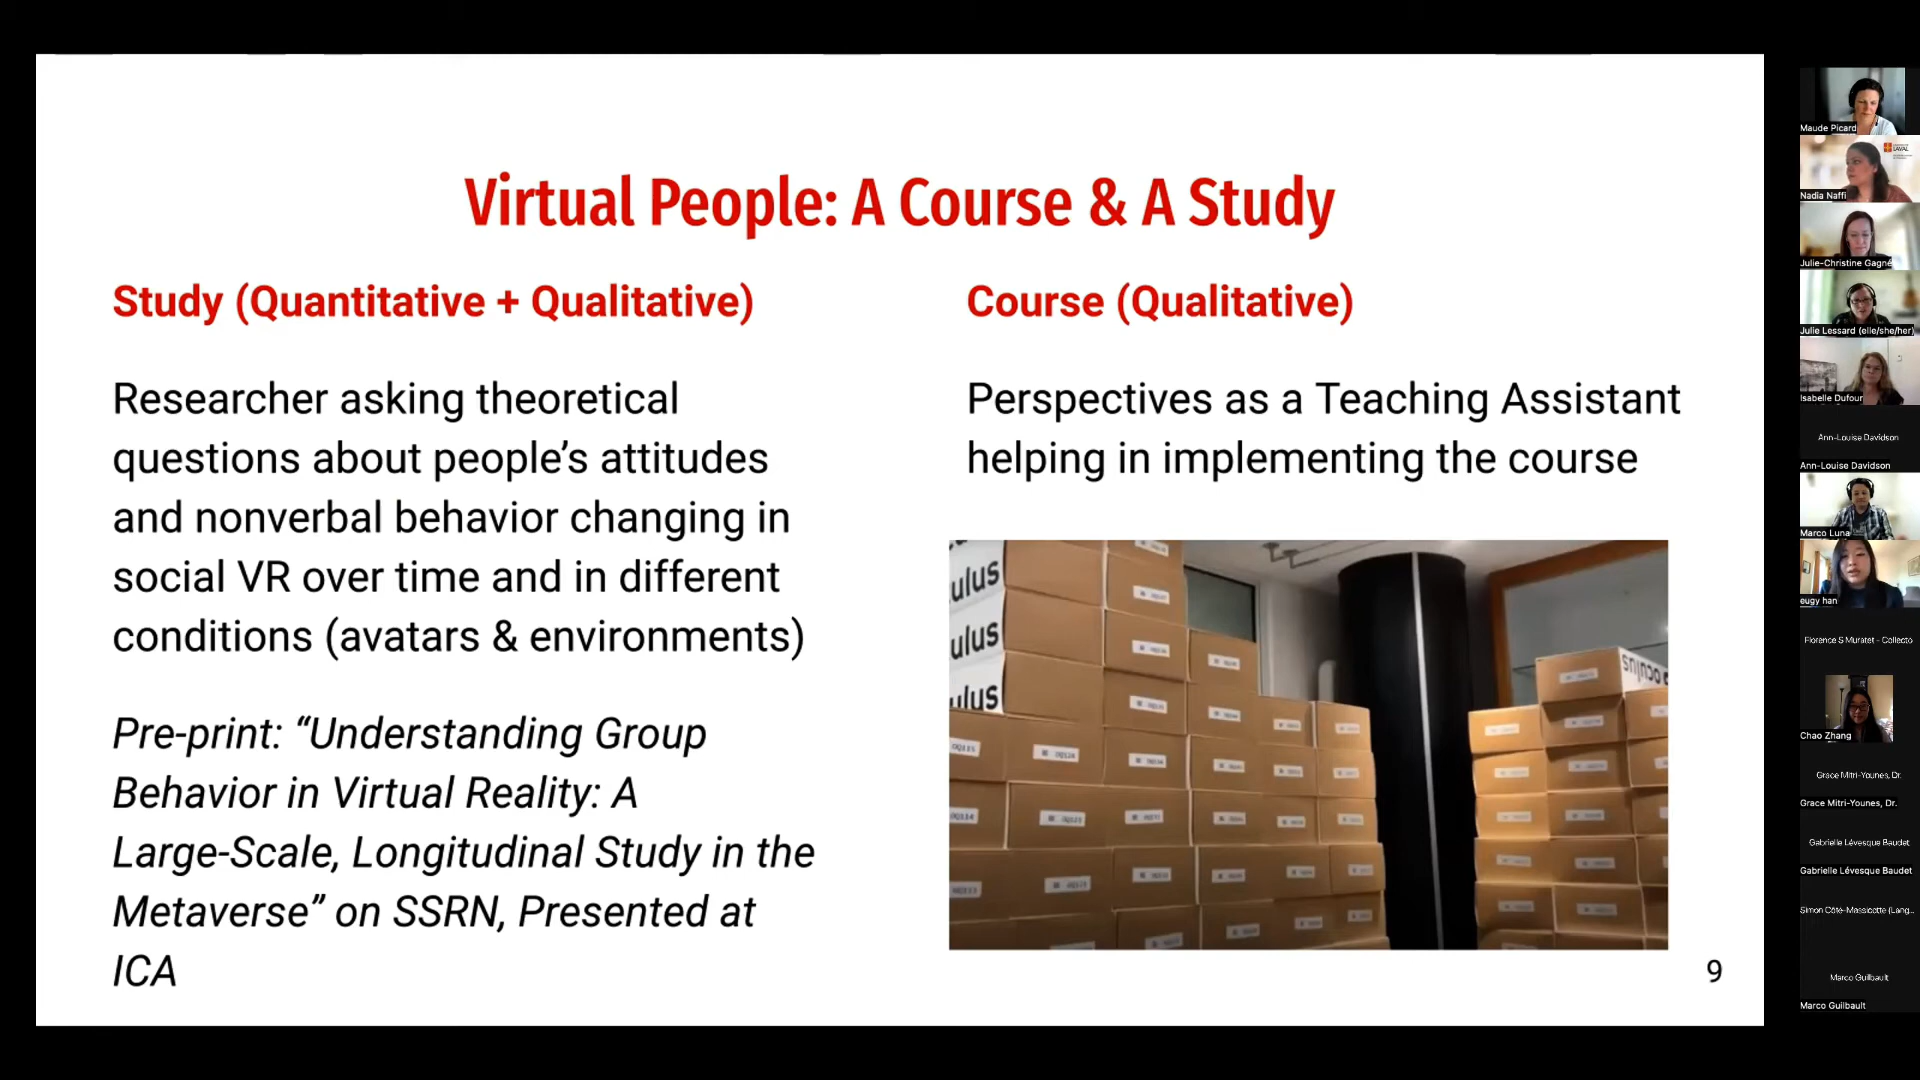 Virtual People: A Course & A Study
Study (Quantitative + Qualitative)
Researcher asking theoretical
questions about people’s attitudes
and nonverbal behavior changing in
social VR over time and in different
conditions (avatars & environments)
Pre-print: “Understanding Group
Behavior in Virtual Reality: A
Large-Scale, Longitudinal Study in the
Metaverse” on SSRN, Presented at
ICA
Course (Qualitative)
Perspectives as a Teaching Assistant
helping in implementing the course
ulus
ulus
ulus
oculus
9
Maude Picard
LAVAL
Nadia Naffi
Julie-Christine Gagné
Julie Lessard (elle/she/her)
Isabelle Dufour
Ann-Louise Davidson
Ann-Louise Davidson
Marco Luna
eugy han
Florence S Muratet - Collecto
Chao Zhang
Grace Mitri-Younes, Dr.
Grace Mitri-Younes, Dr.
Gabrielle Lévesque Baudet
Gabrielle Lévesque Baudet
Simon Côté-Massicotte (Lang...
Marco Guilbault
Marco Guilbault